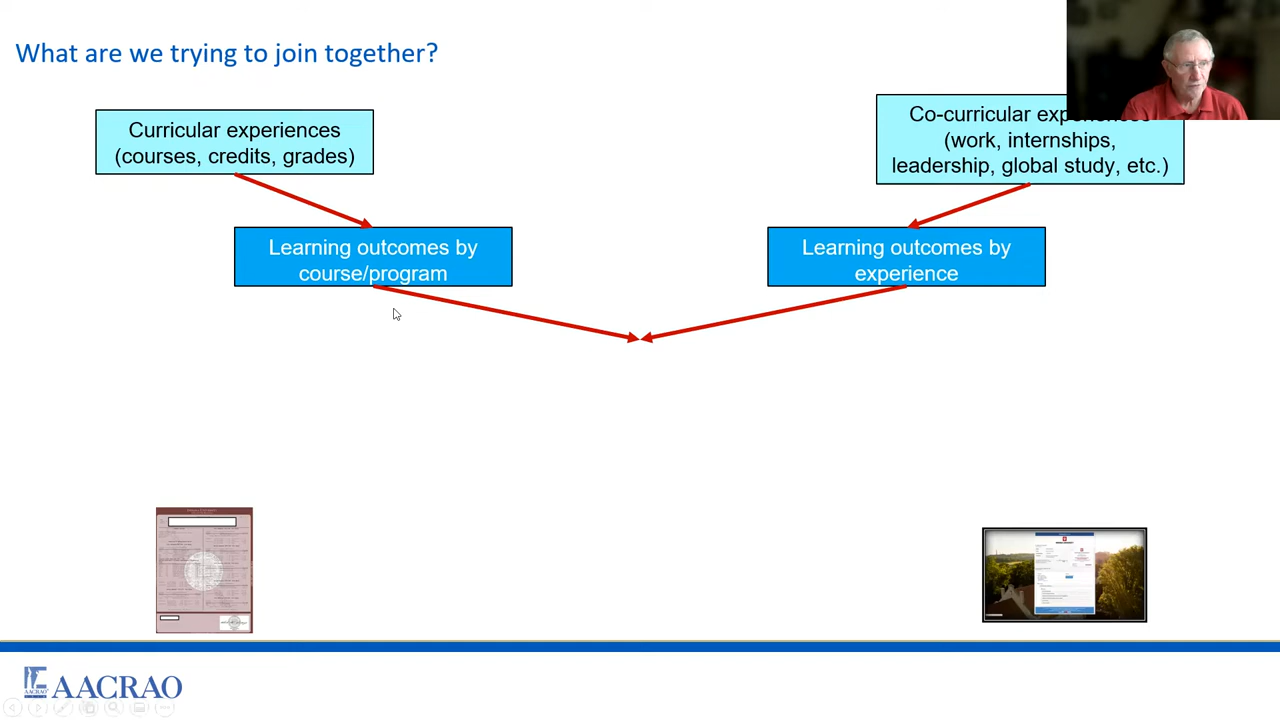 What are we trying to join together?
Curricular experiences
(courses, credits, grades)
Co-curricular experiences
(work, internships,
leadership, global study, etc.)
Learning outcomes by
course/program
Learning outcomes by
experience
AACRAO